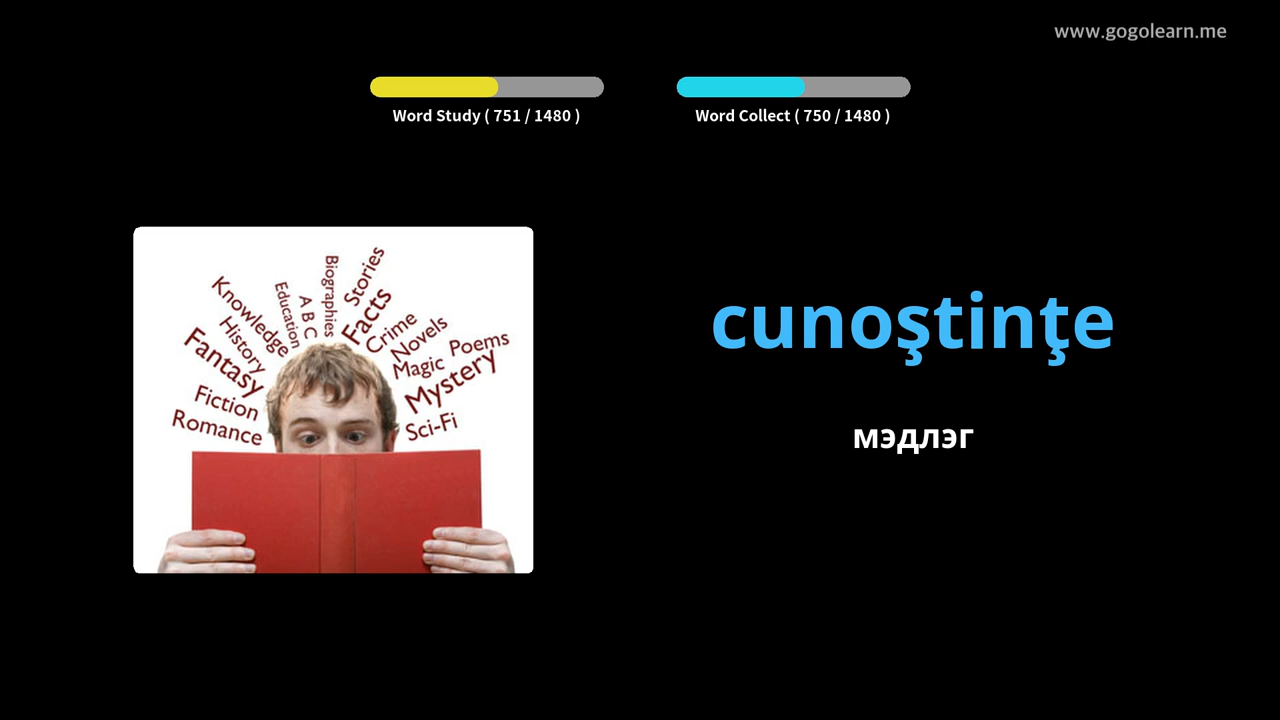 www.gogolearn.me
Word Study ( 751 / 1480 )
Word Collect ( 750 / 1480 )
Biographies
Stories
Education
A B C
Facts
Knowledge
Crime
History
Novels
Fantasy
Magic
Poems
Mystery
Fiction
Romance
Sci-Fi
cunoştinţe
мэдлэг